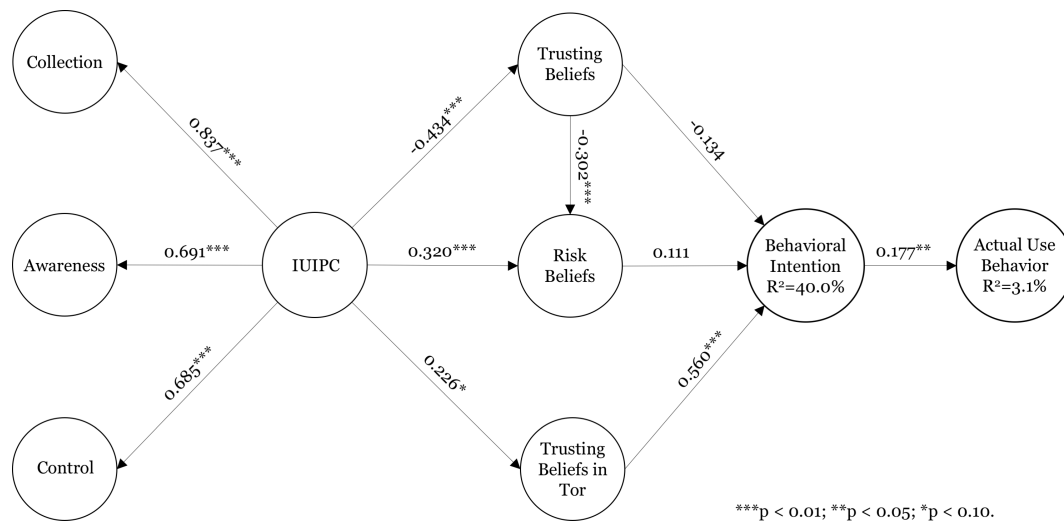 Collection
Trusting
Beliefs
0.837***
-0.434***
-0.302***
-0.134
Awareness
0.691***
IUIPC
0.320***
Risk
Beliefs
0.111
Behavioral
Intention
R²=40.0%
0.177**
Actual Use
Behavior
R²=3.1%
0.685***
0.226*
0.560***
Control
Trusting
Beliefs in
Tor
***p < 0.01; **p < 0.05; *p < 0.10.